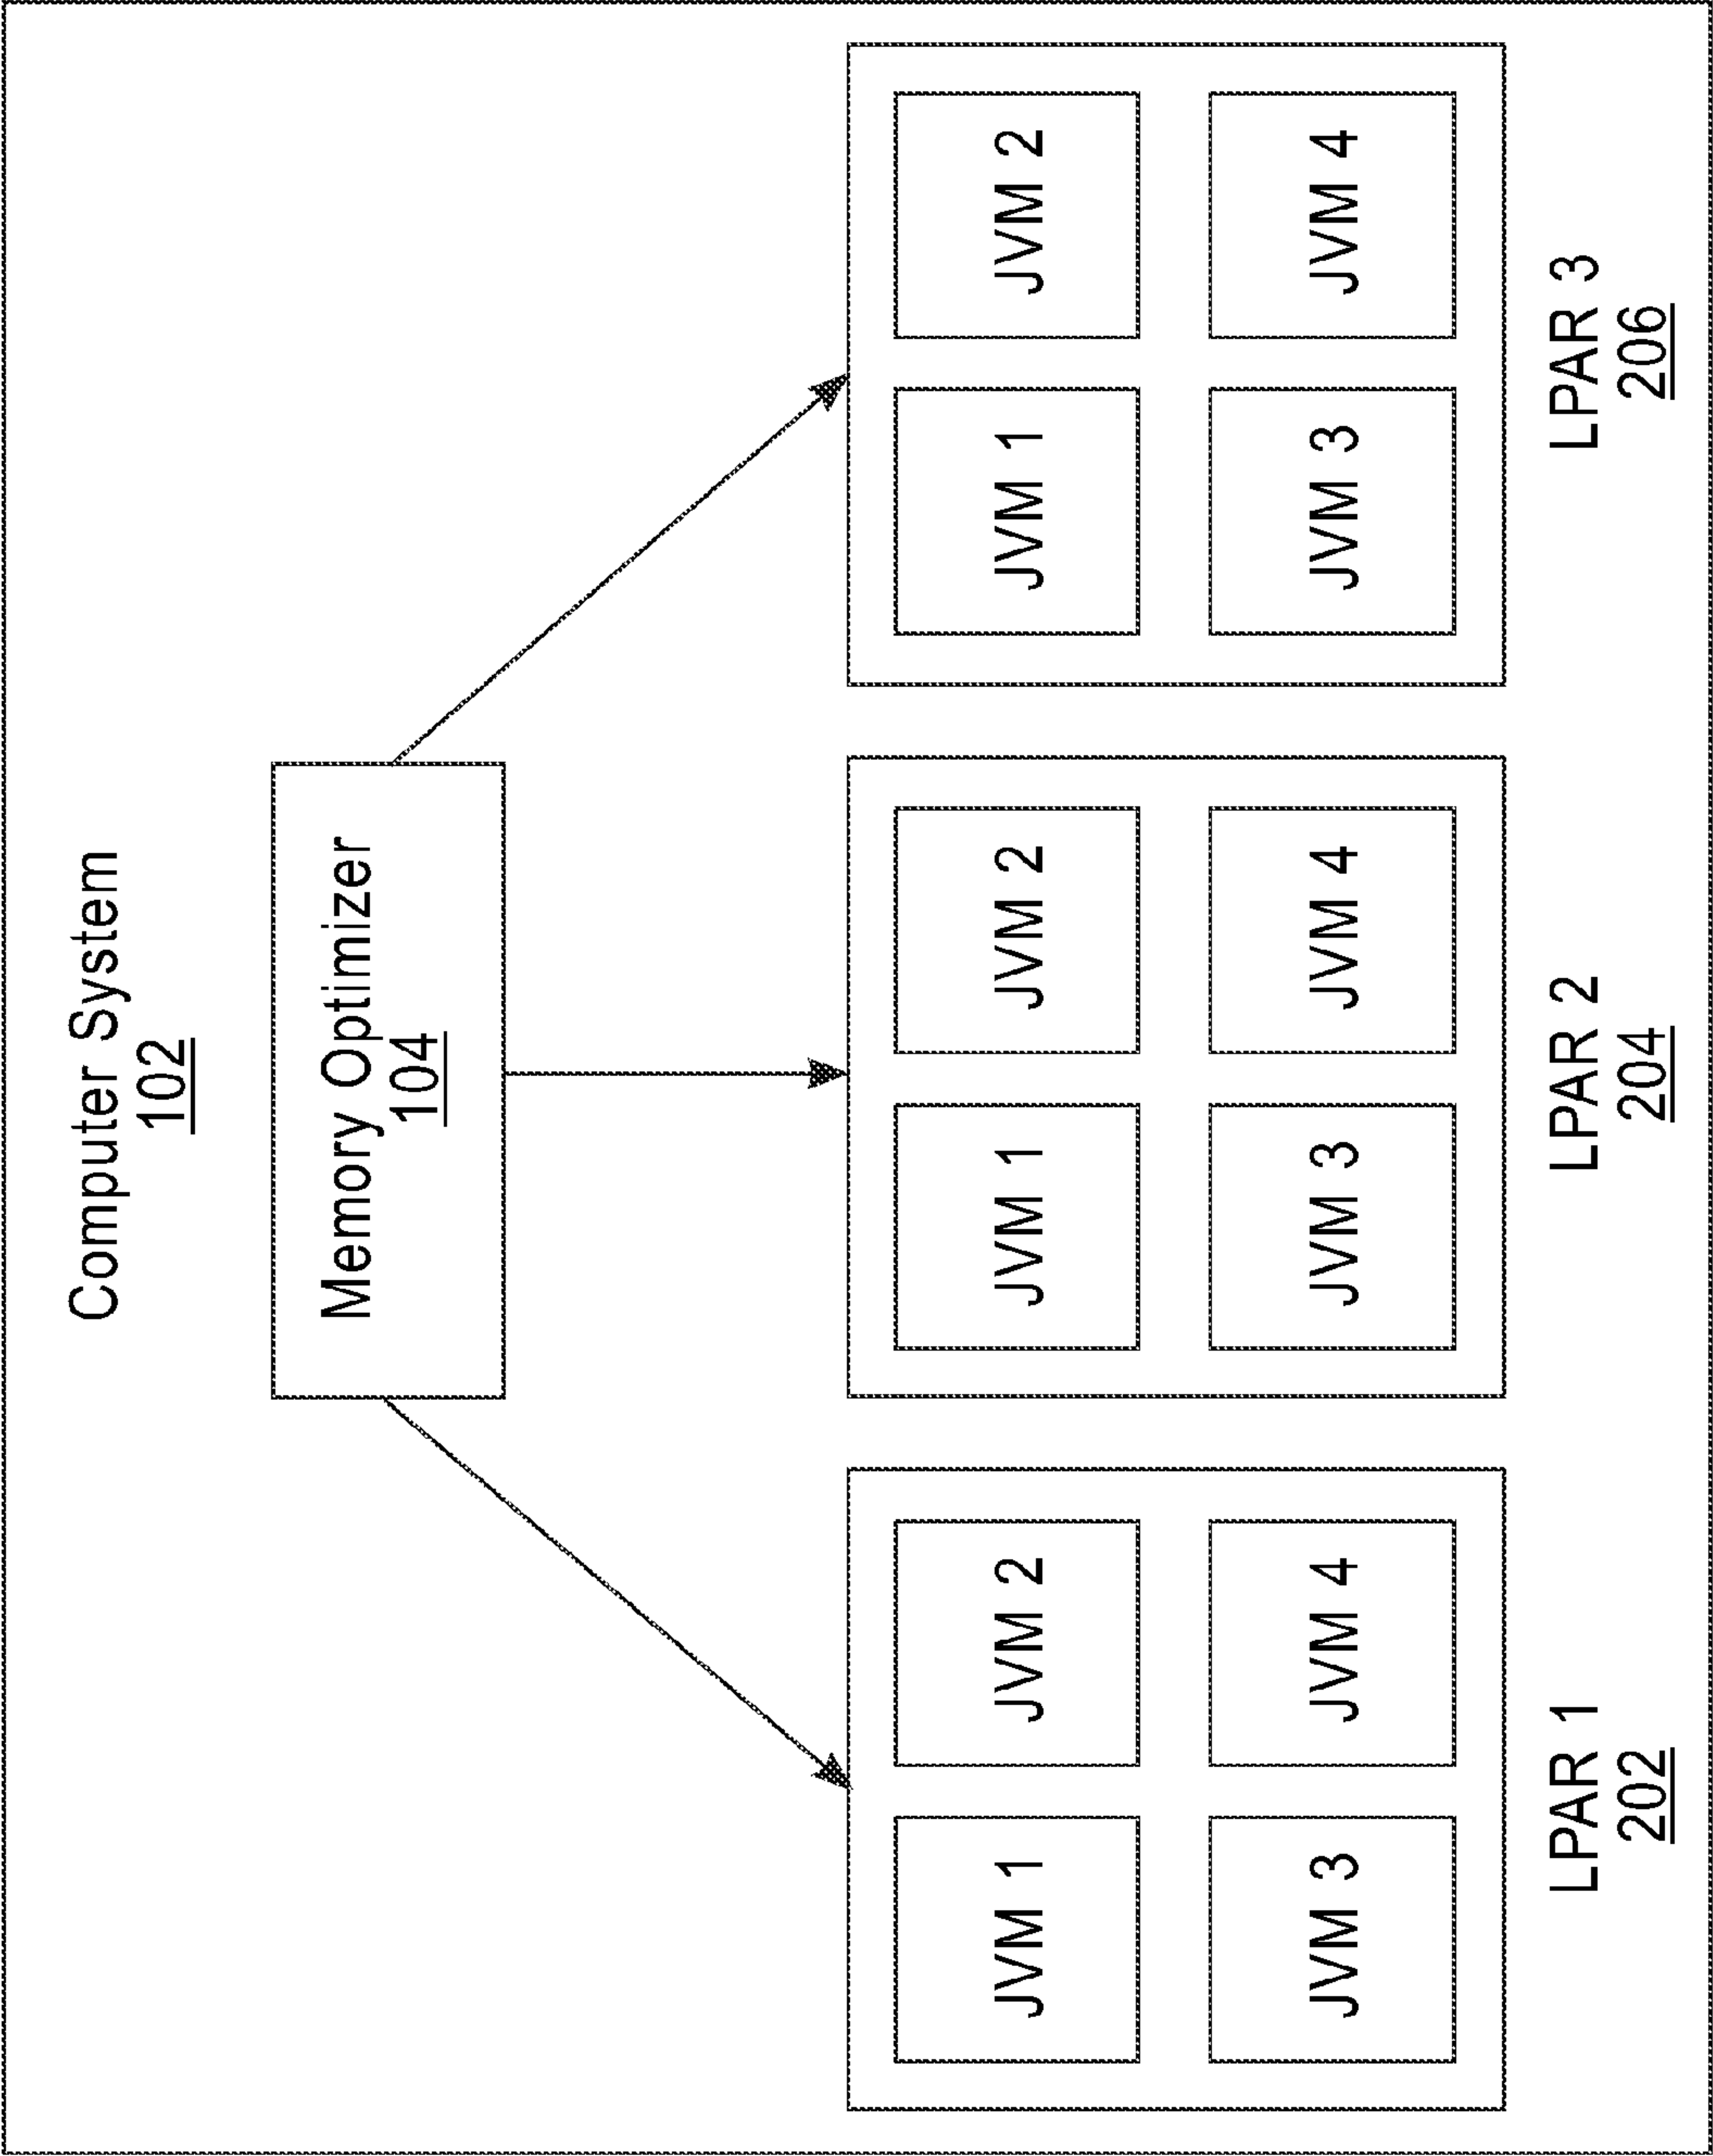 Computer System
102
Memory Optimizer
104
JVM 1
JVM 2
JVM 3
JVM 4
LPAR 1
202
JVM 1
JVM 2
JVM 3
JVM 4
LPAR 2
204
JVM 1
JVM 2
JVM 3
JVM 4
LPAR 3
206